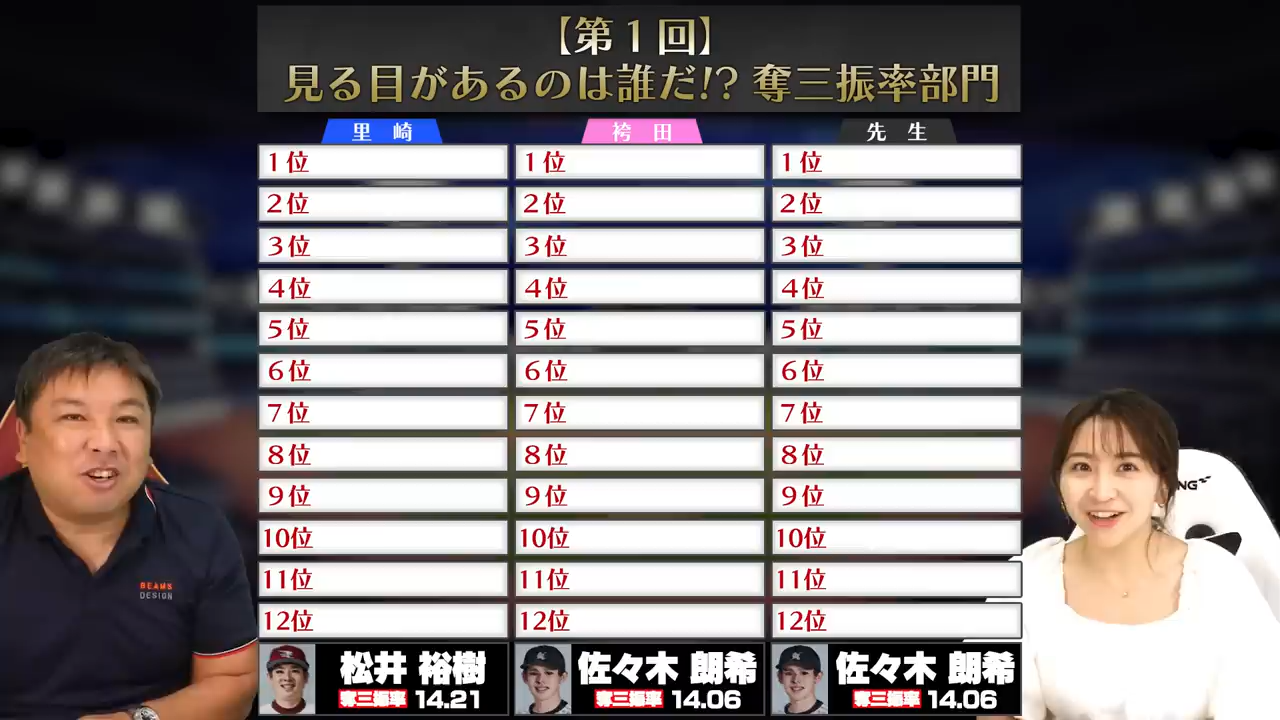 【第1回】
見る目があるのは誰だ!? 奪三振率部門
里崎 袴田 先生
1位 1位 1位
2位 2位 2位
3位 3位 3位
4位 4位 4位
5位 5位 5位
6位 6位 6位
7位 7位 7位
8位 8位 8位
9位 9位 9位
10位 10位 10位
11位 11位 11位
12位 12位 12位
松井 裕樹 佐々木 朗希 佐々木 朗希
奪三振率 14.21 奪三振率 14.06 奪三振率 14.06
BEAMS
DESIGN
NG